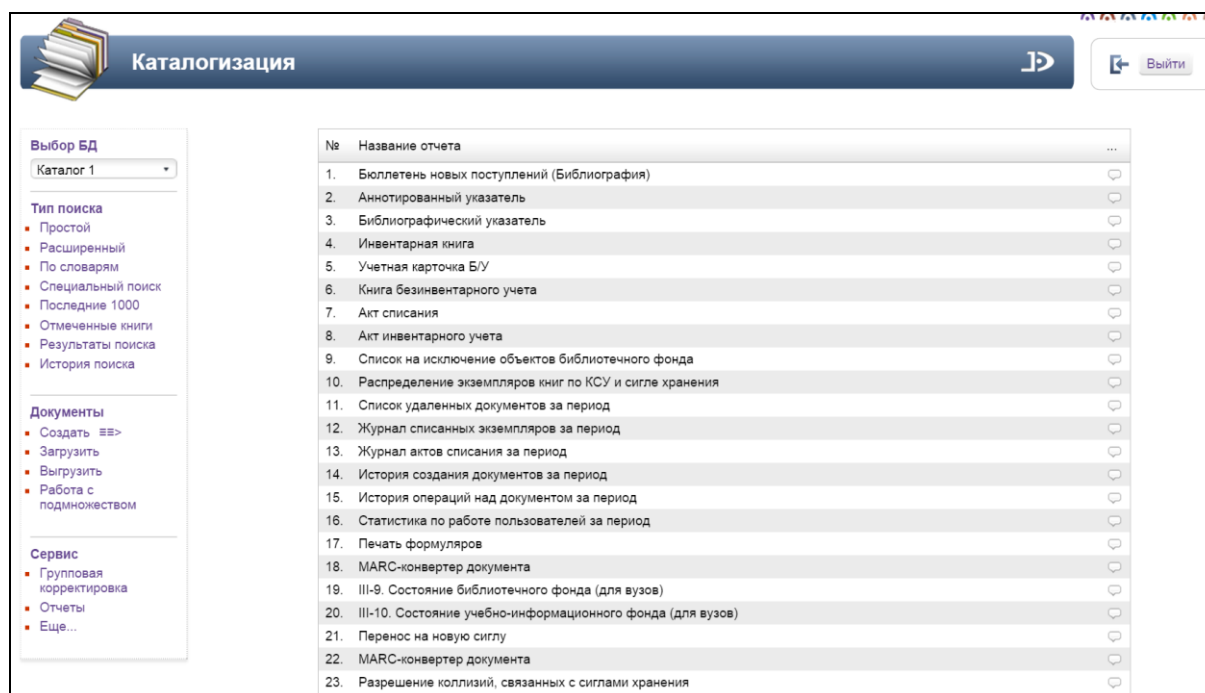 Каталогизация
Выйти
Выбор БД
Каталог 1
Тип поиска
Простой
Расширенный
По словарям
Специальный поиск
Последние 1000
Отмеченные книги
Результаты поиска
История поиска
Документы
Создать ==>
Загрузить
Выгрузить
Работа с
подмножеством
Сервис
Групповая
корректировка
Отчеты
Еще...
№ Название отчета ...
1. Бюллетень новых поступлений (Библиография)
2. Аннотированный указатель
3. Библиографический указатель
4. Инвентарная книга
5. Учетная карточка Б/У
6. Книга безинвентарного учета
7. Акт списания
8. Акт инвентарного учета
9. Список на исключение объектов библиотечного фонда
10. Распределение экземпляров книг по КСУ и сигле хранения
11. Список удаленных документов за период
12. Журнал списанных экземпляров за период
13. Журнал актов списания за период
14. История создания документов за период
15. История операций над документом за период
16. Статистика по работе пользователей за период
17. Печать формуляров
18. MARC-конвертер документа
19. III-9. Состояние библиотечного фонда (для вузов)
20. III-10. Состояние учебно-информационного фонда (для вузов)
21. Перенос на новую сиглу
22. MARC-конвертер документа
23. Разрешение коллизий, связанных с сиглами хранения